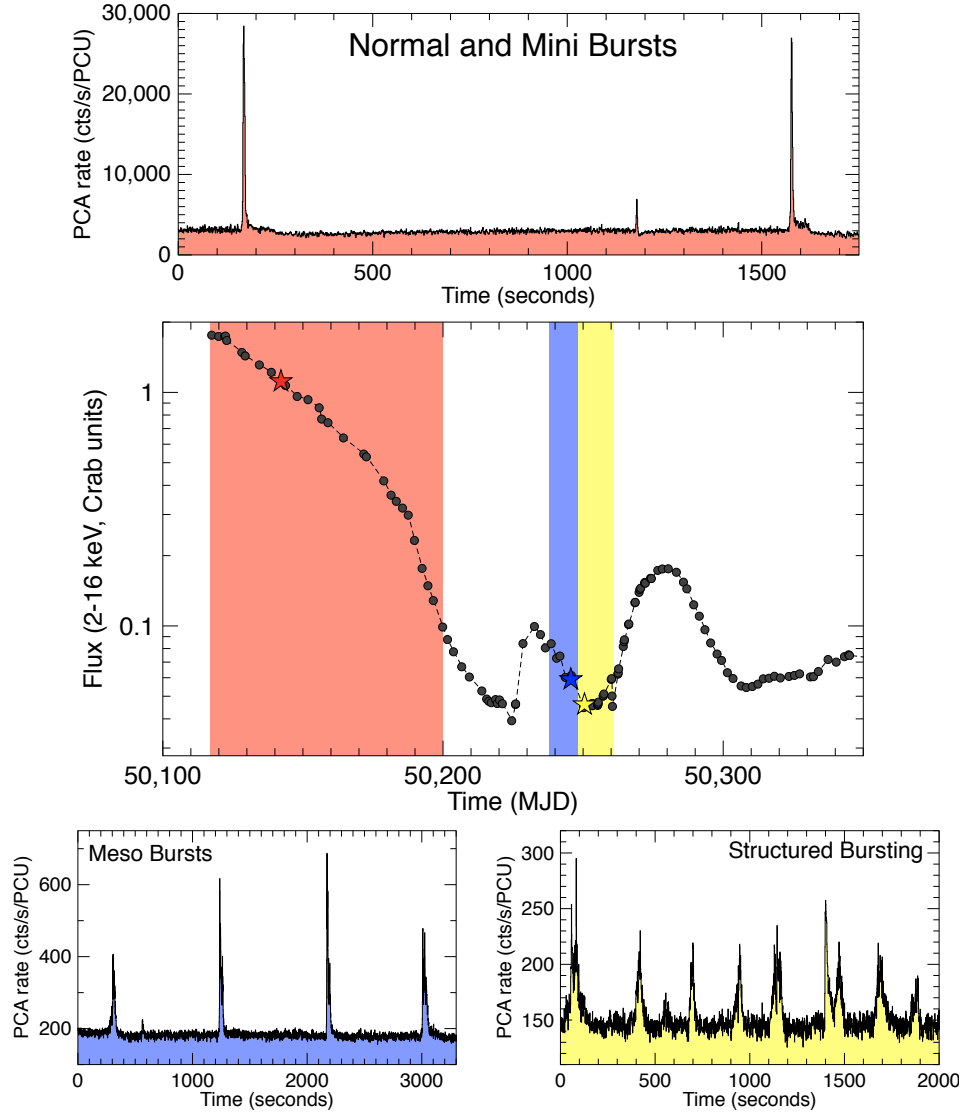 Normal and Mini Bursts
30,000
20,000
10,000
0
PCA rate (cts/s/PCU)
0 500 1000 1500
Time (seconds)
1
0.1
Flux (2-16 keV, Crab units)
50,100 50,200 50,300
Time (MJD)
Meso Bursts
600
400
200
PCA rate (cts/s/PCU)
0 1000 2000 3000
Time (seconds)
Structured Bursting
300
250
200
150
PCA rate (cts/s/PCU)
0 500 1000 1500 2000
Time (seconds)